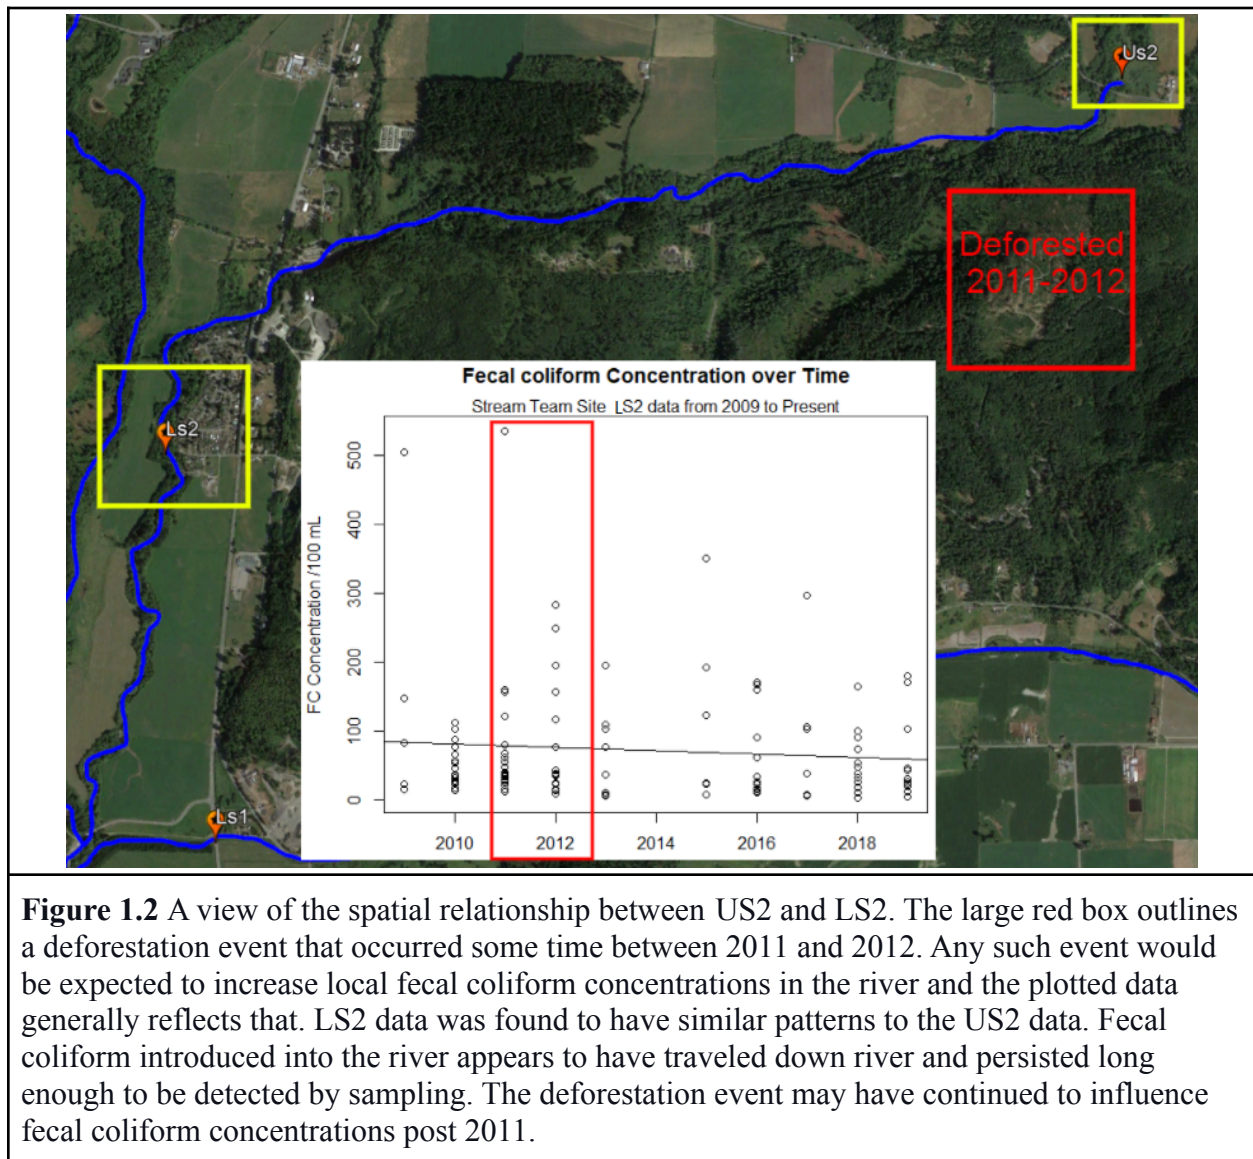 Us2
Deforested
2011-2012
Ls2
Ls1
Fecal coliform Concentration over Time
Stream Team Site LS2 data from 2009 to Present
FC Concentration /100 mL
500
400
300
200
100
0
2010 2012 2014 2016 2018
Figure 1.2 A view of the spatial relationship between US2 and LS2. The large red box outlines
a deforestation event that occurred some time between 2011 and 2012. Any such event would
be expected to increase local fecal coliform concentrations in the river and the plotted data
generally reflects that. LS2 data was found to have similar patterns to the US2 data. Fecal
coliform introduced into the river appears to have traveled down river and persisted long
enough to be detected by sampling. The deforestation event may have continued to influence
fecal coliform concentrations post 2011.